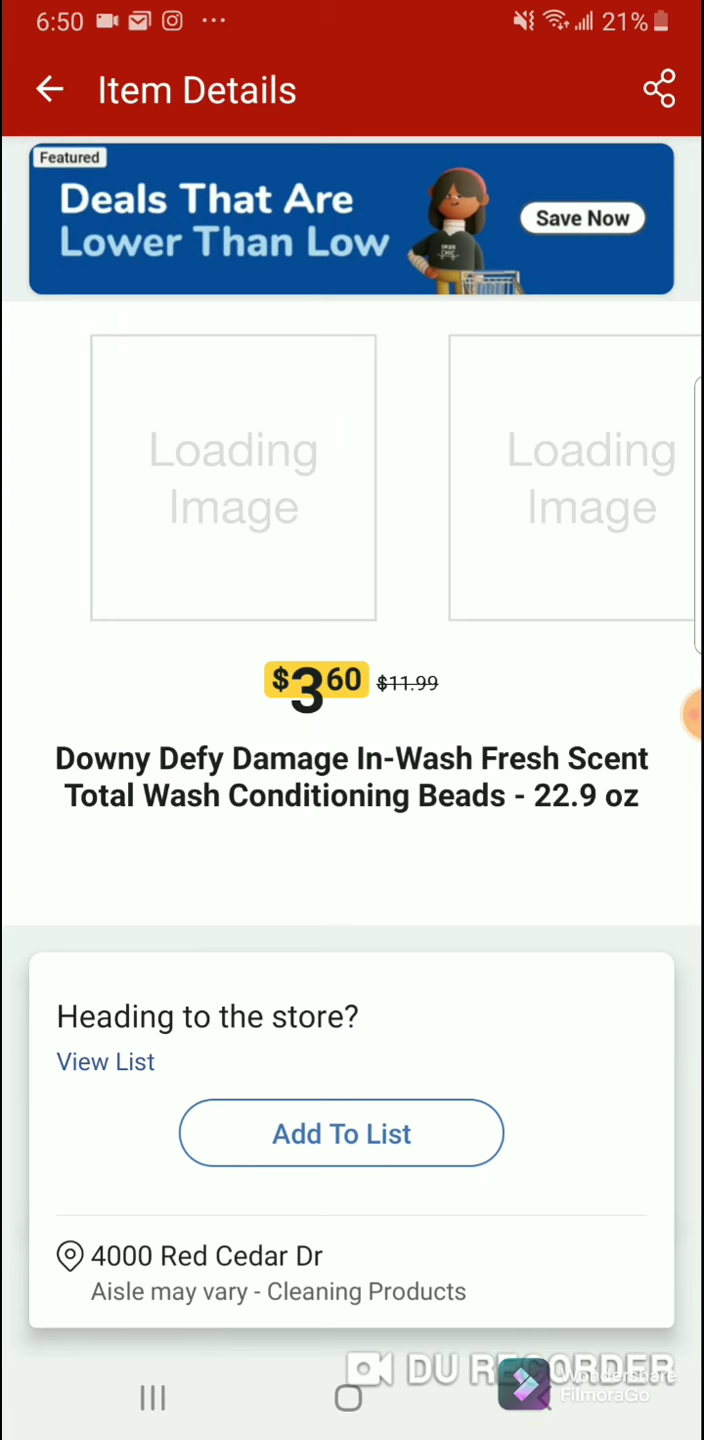 6:50
21%
Item Details
Featured
Deals That Are
Lower Than Low
Save Now
Loading
Image
Loading
Image
$3 60 $11.99
Downy Defy Damage In-Wash Fresh Scent
Total Wash Conditioning Beads - 22.9 oz
Heading to the store?
View List
Add To List
4000 Red Cedar Dr
Aisle may vary - Cleaning Products
DU RECORDER
Wondershare
FilmoraGo